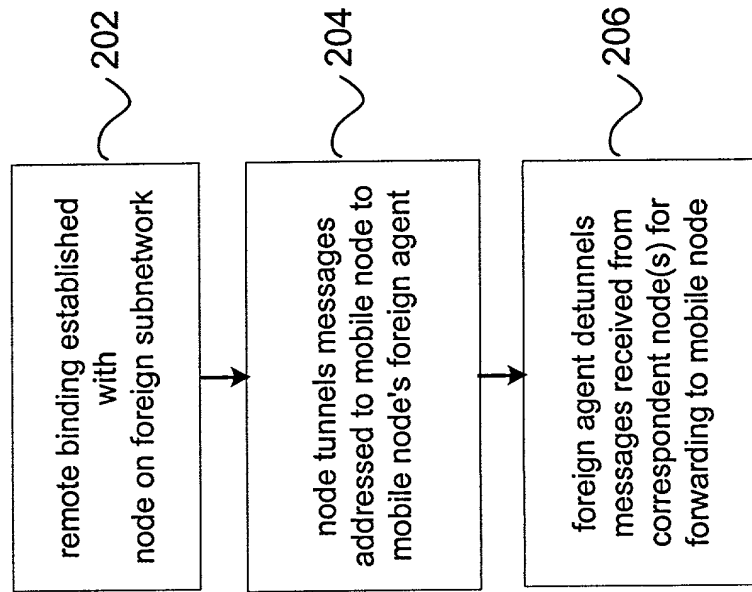 remote binding established
with
node on foreign subnetwork
202
node tunnels messages
addressed to mobile node to
mobile node's foreign agent
204
foreign agent detunnels
messages received from
correspondent node(s) for
forwarding to mobile node
206